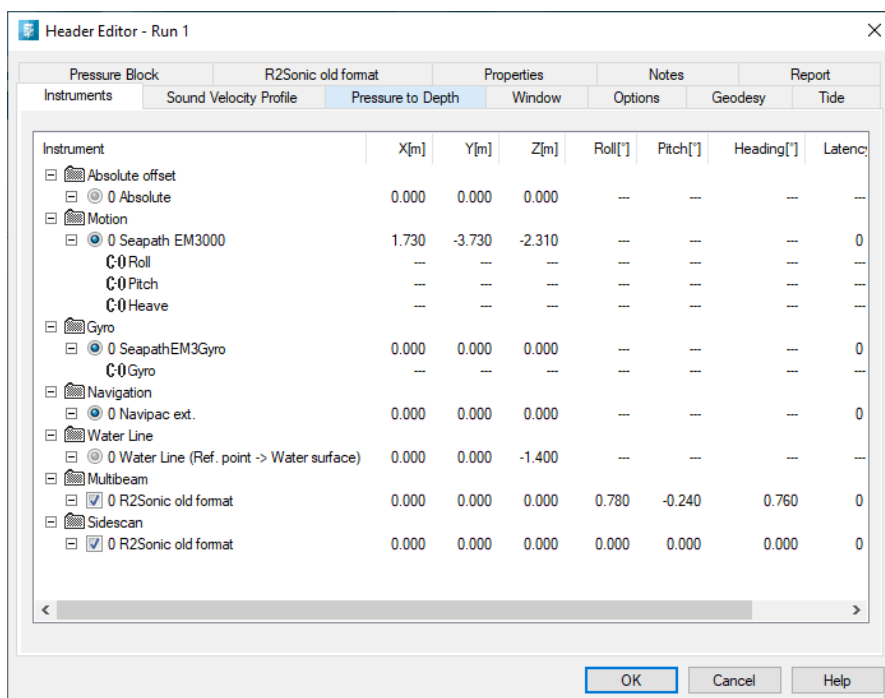 Header Editor - Run 1
Pressure Block R2Sonic old format Properties Notes Report
Instruments Sound Velocity Profile Pressure to Depth Window Options Geodesy Tide
Instrument X[m] Y[m] Z[m] Roll[°] Pitch[°] Heading[°] Latency
Absolute offset
0 Absolute 0.000 0.000 0.000 --- --- --- ---
Motion
0 Seapath EM3000 1.730 -3.730 -2.310 --- --- --- 0
C-0 Roll --- --- --- --- --- --- ---
C-0 Pitch --- --- --- --- --- --- ---
C-0 Heave --- --- --- --- --- --- ---
Gyro
0 SeapathEM3Gyro 0.000 0.000 0.000 --- --- --- 0
C-0 Gyro --- --- --- --- --- --- ---
Navigation
0 Navipac ext. 0.000 0.000 0.000 --- --- --- 0
Water Line
0 Water Line (Ref. point -> Water surface) 0.000 0.000 -1.400 --- --- --- ---
Multibeam
0 R2Sonic old format 0.000 0.000 0.000 0.780 -0.240 0.760 0
Sidescan
0 R2Sonic old format 0.000 0.000 0.000 0.000 0.000 0.000 0
OK Cancel Help